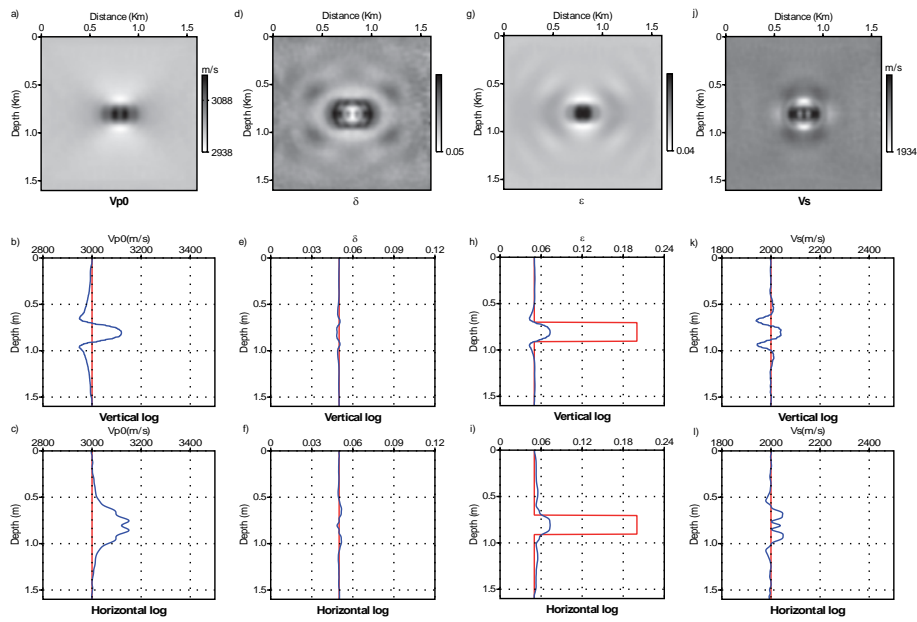 a)
Distance (Km)
0.5 1.0
0
0.5
1.0
1.5
Depth (Km)
m/s
3088
2938
Vp0
d)
Distance (Km)
0.5 1.0
0
0.5
1.0
1.5
Depth (Km)
0.05
δ
g)
Distance (Km)
0.5 1.0
0
0.5
1.0
1.5
Depth (Km)
0.04
ε
j)
Distance (Km)
0.5 1.0
0
0.5
1.0
1.5
Depth (Km)
m/s
1934
Vs
b)
Vp0(m/s)
2800 3000 3200 3400
0
0.5
1.0
1.5
Depth (m)
Vertical log
e)
δ
0 0.03 0.06 0.09 0.12
0
0.5
1.0
1.5
Depth (m)
Vertical log
h)
ε
0 0.06 0.12 0.18 0.24
0
0.5
1.0
1.5
Depth (m)
Vertical log
k)
Vs(m/s)
2000 2200 2400
0
0.5
1.0
1.5
Depth (m)
Vertical log
c)
Vp0(m/s)
2800 3000 3200 3400
0
0.5
1.0
1.5
Depth (m)
Horizontal log
f)
δ
0 0.03 0.06 0.09 0.12
0
0.5
1.0
1.5
Depth (m)
Horizontal log
i)
ε
0 0.06 0.12 0.18 0.24
0
0.5
1.0
1.5
Depth (m)
Horizontal log
l)
Vs(m/s)
2000 2200 2400
0
0.5
1.0
1.5
Depth (m)
Horizontal log